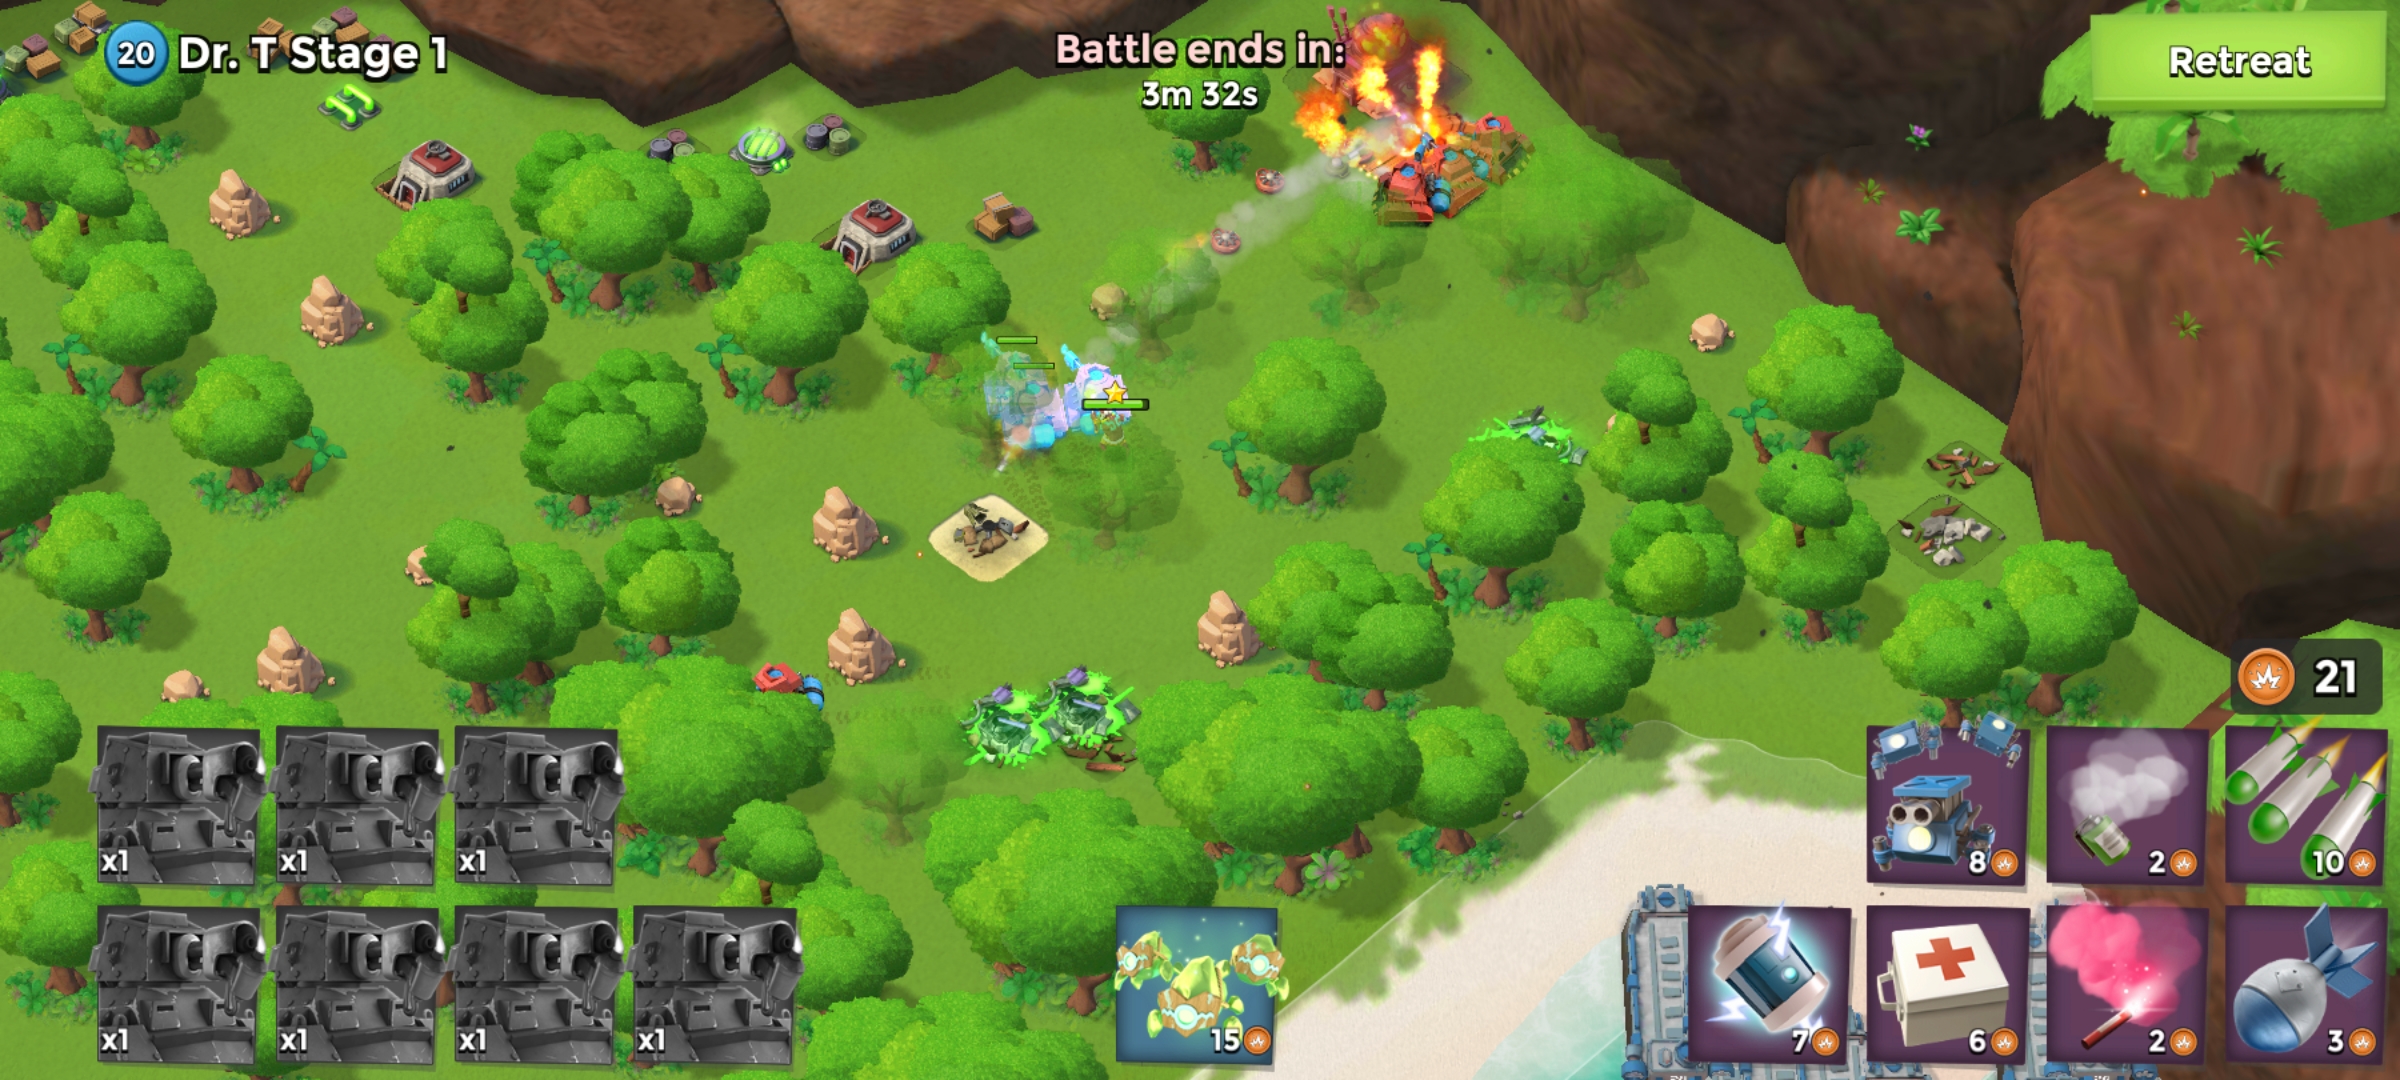 20 Dr. T Stage 1
Battle ends in:
3m 32s
Retreat
21
x1 x1 x1
8 2 10
x1 x1 x1 x1
15 7 6 2 3